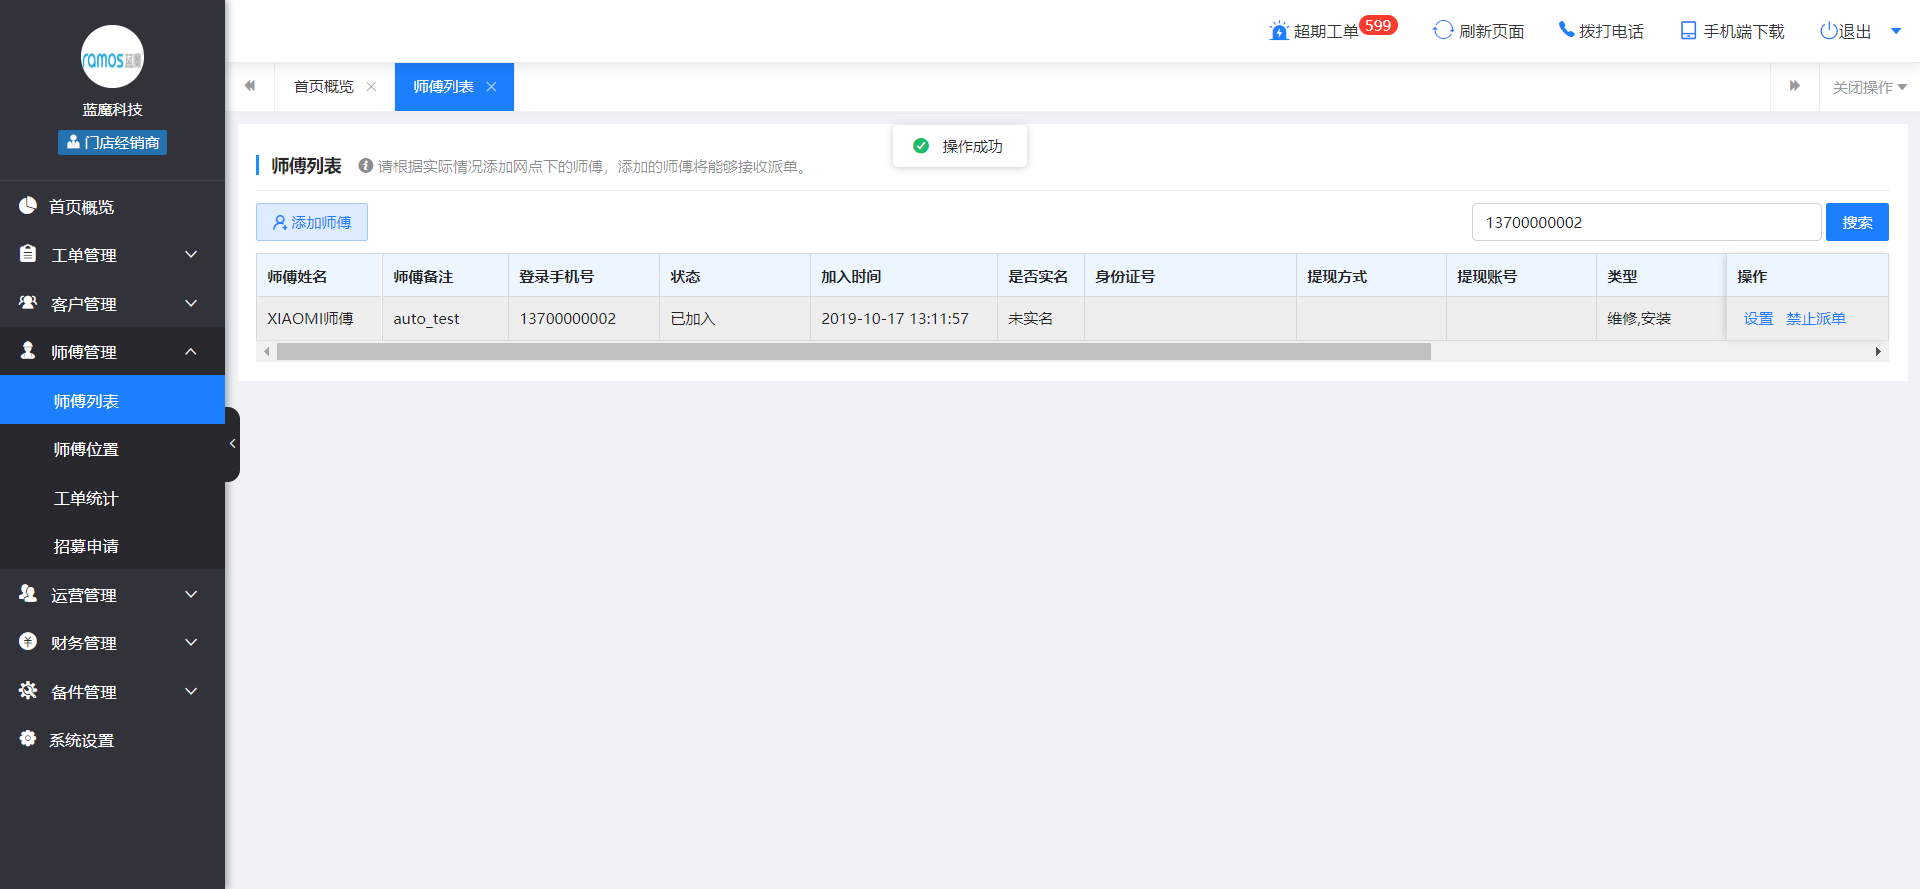 超期工单 599
刷新页面
拨打电话
手机端下载
退出
ramos蓝魔
蓝魔科技
门店经销商
首页概览
工单管理
客户管理
师傅管理
师傅列表
师傅位置
工单统计
招募申请
运营管理
财务管理
备件管理
系统设置
首页概览
师傅列表
关闭操作
操作成功
师傅列表 请根据实际情况添加网点下的师傅，添加的师傅将能够接收派单。
添加师傅
13700000002 搜索
师傅姓名 师傅备注 登录手机号 状态 加入时间 是否实名 身份证号 提现方式 提现账号 类型 操作
XIAOMI师傅 auto_test 13700000002 已加入 2019-10-17 13:11:57 未实名 维修,安装 设置 禁止派单